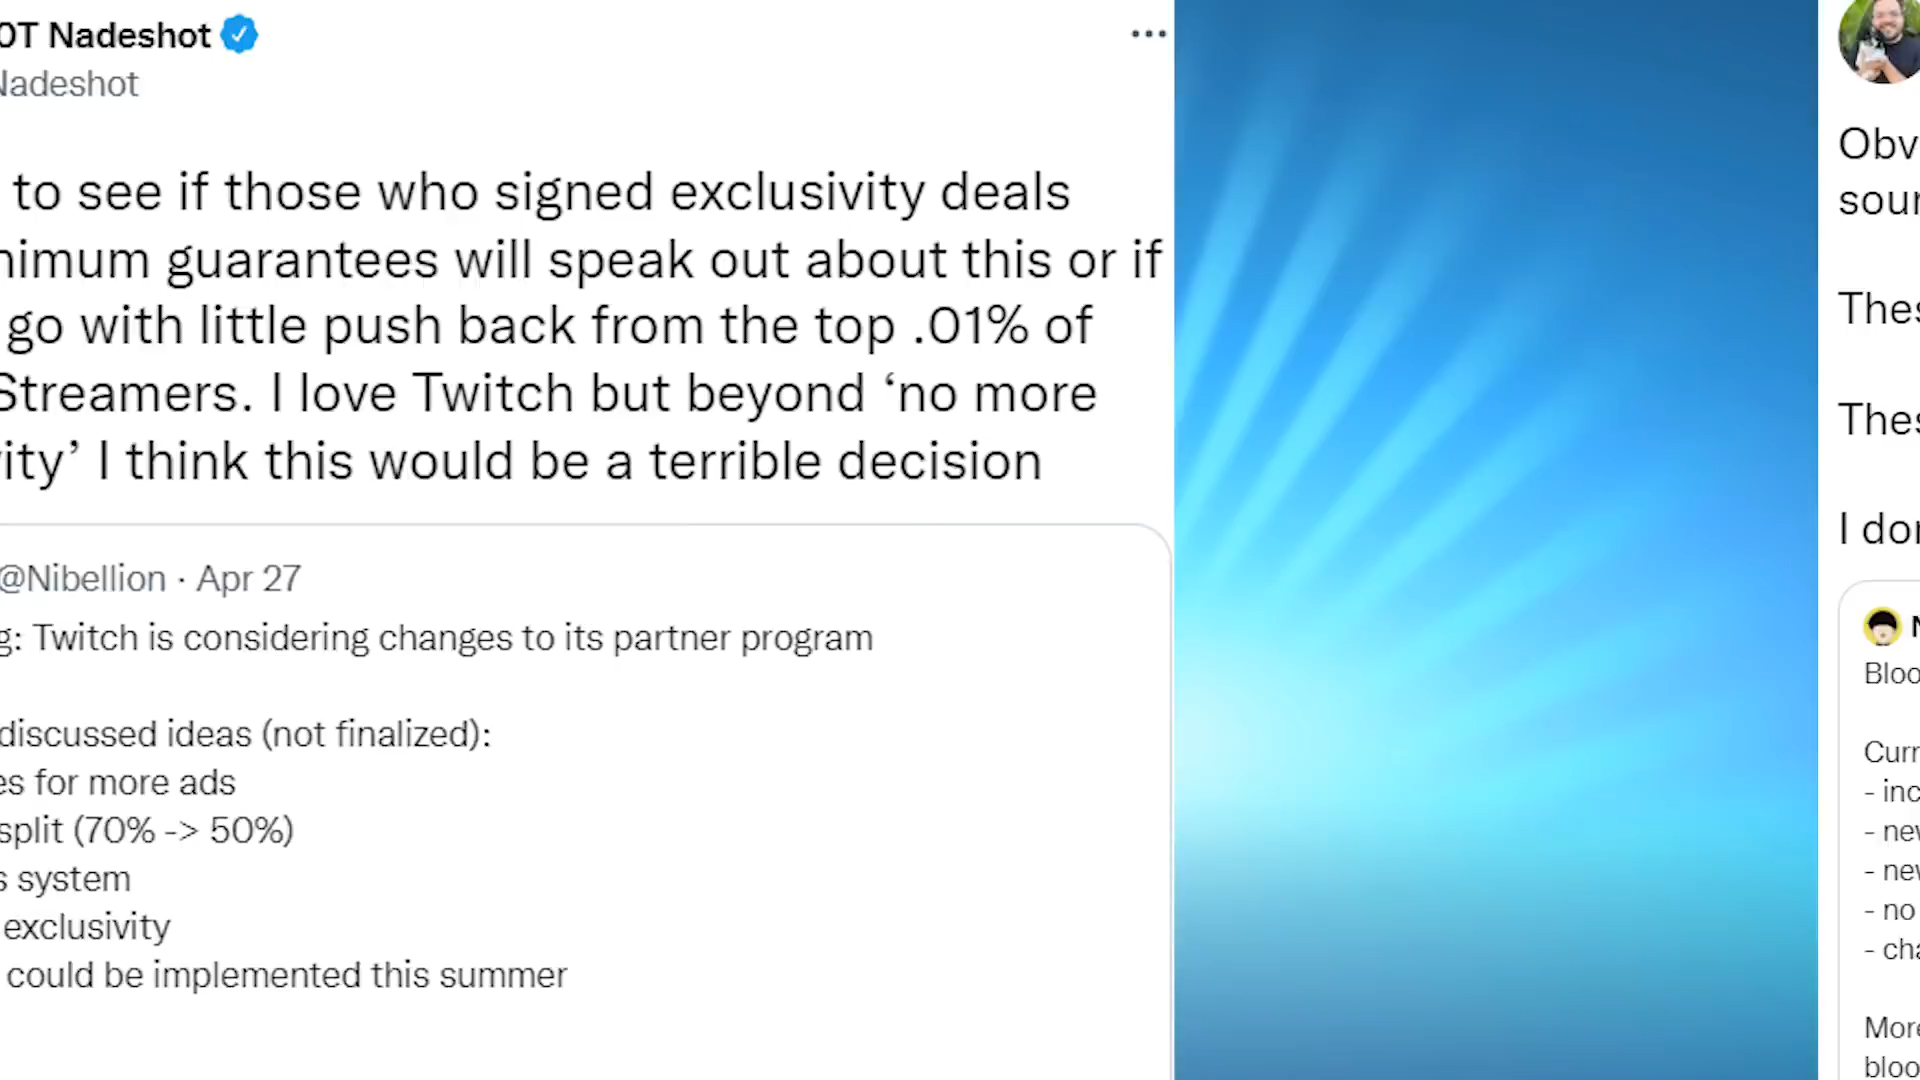 OT Nadeshot
Nadeshot
to see if those who signed exclusivity deals
nimum guarantees will speak out about this or if
go with little push back from the top .01% of
Streamers. I love Twitch but beyond ‘no more
ity’ I think this would be a terrible decision
@Nibellion · Apr 27
g: Twitch is considering changes to its partner program
discussed ideas (not finalized):
es for more ads
split (70% -> 50%)
s system
exclusivity
could be implemented this summer
Obv
sour
Thes
Thes
I dor
N
Bloo
Curr
- inc
- nev
- nev
- no
- cha
More
bloo